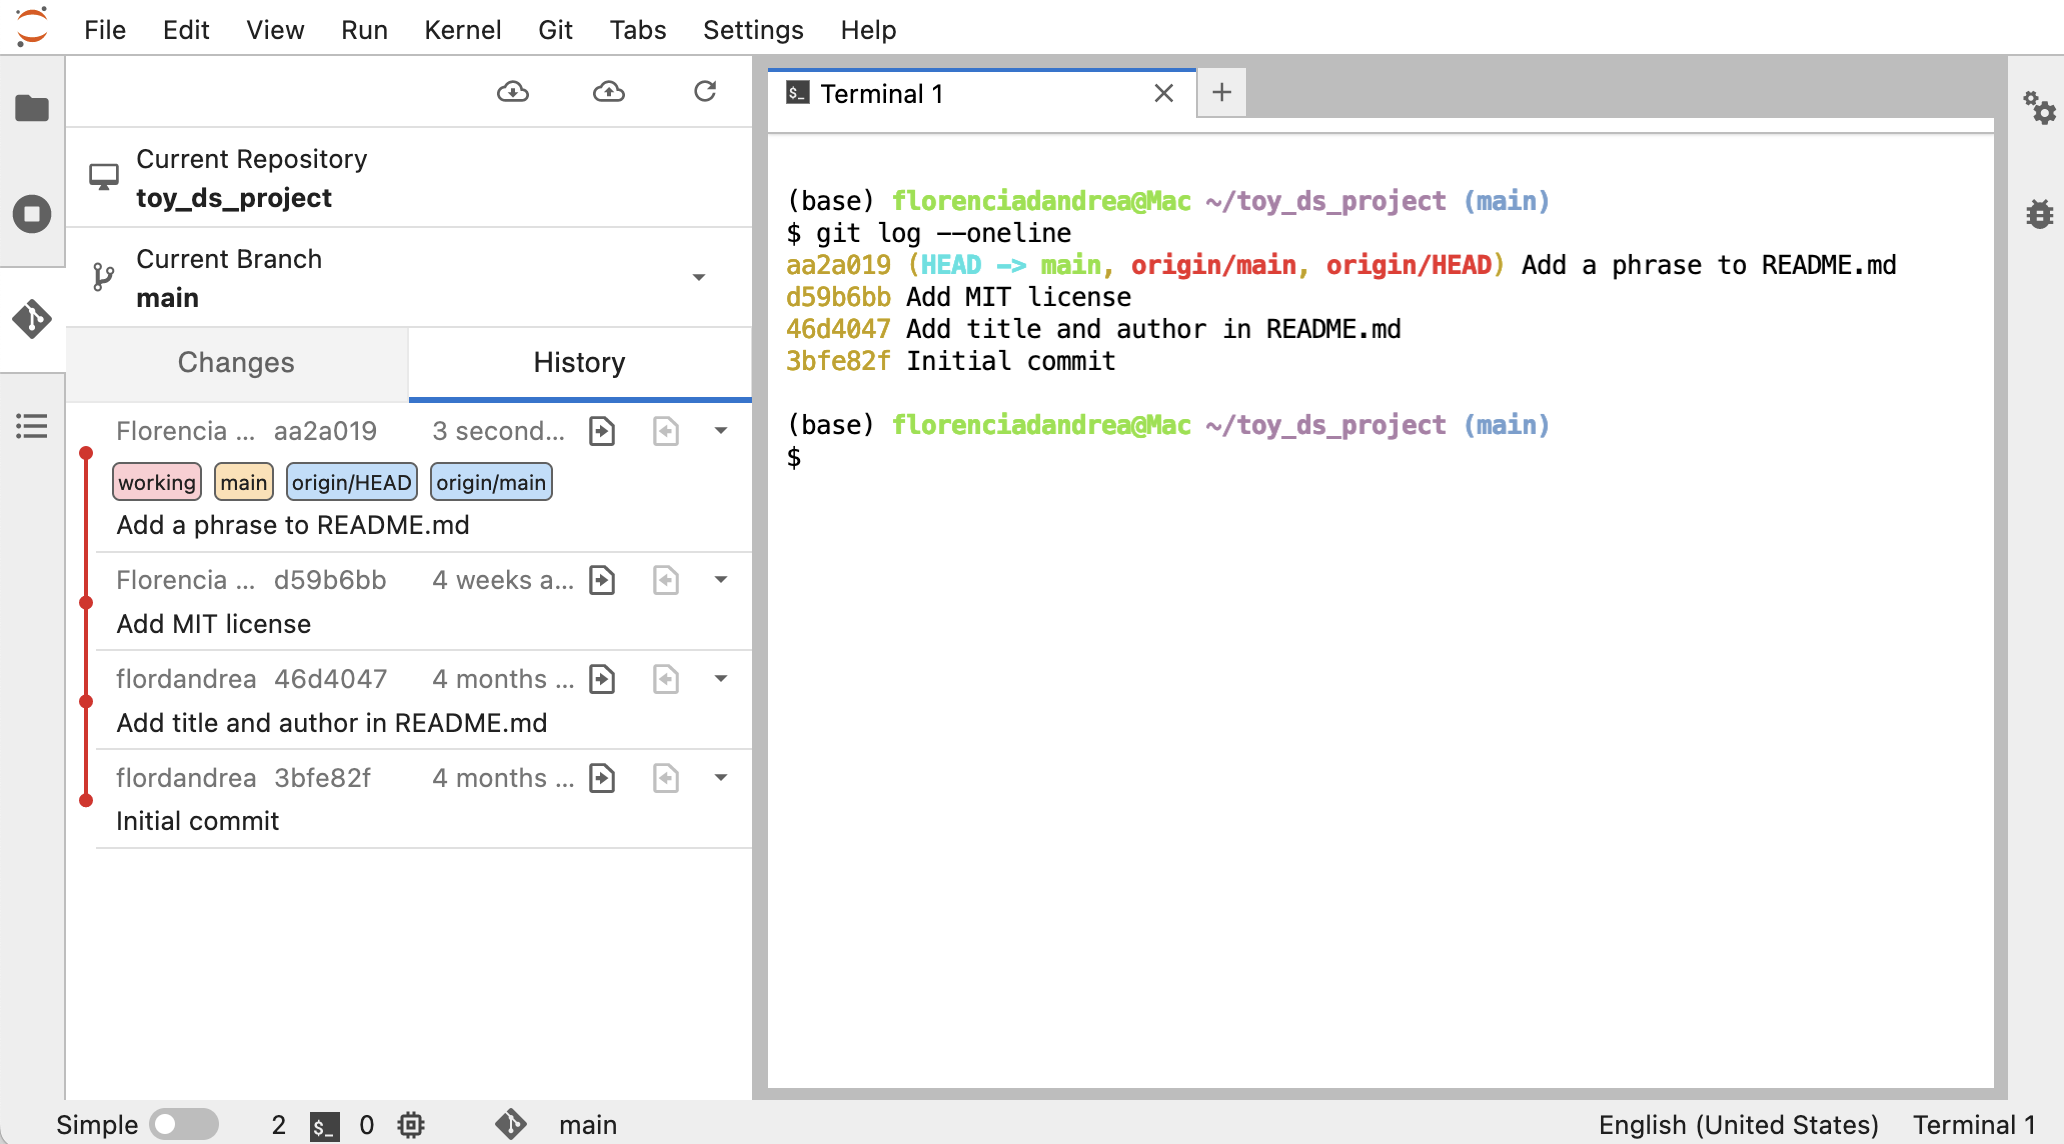 File Edit View Run Kernel Git Tabs Settings Help
Current Repository
toy_ds_project
Current Branch
main
Changes History
Florencia ... aa2a019 3 second...
working main origin/HEAD origin/main
Add a phrase to README.md
Florencia ... d59b6bb 4 weeks a...
Add MIT license
flordandrea 46d4047 4 months ...
Add title and author in README.md
flordandrea 3bfe82f 4 months ...
Initial commit
$_ Terminal 1
(base) florenciadandrea@Mac ~/toy_ds_project (main)
$ git log --oneline
aa2a019 (HEAD -> main, origin/main, origin/HEAD) Add a phrase to README.md
d59b6bb Add MIT license
46d4047 Add title and author in README.md
3bfe82f Initial commit
(base) florenciadandrea@Mac ~/toy_ds_project (main)
$
Simple 2 $_ 0 main English (United States) Terminal 1